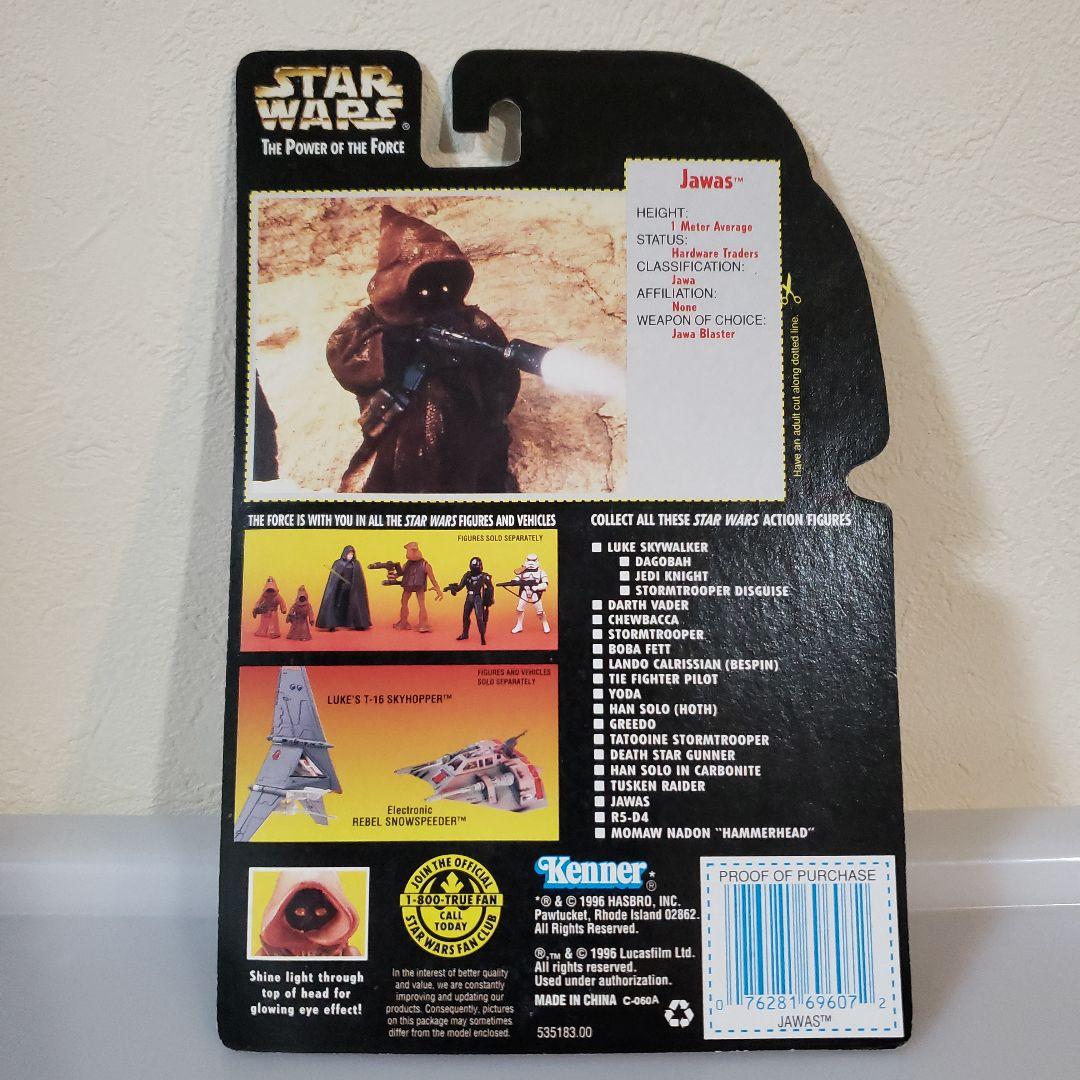 STAR
WARS®
THE POWER OF THE FORCE
Jawas™
HEIGHT:
1 Meter Average
STATUS:
Hardware Traders
CLASSIFICATION:
Jawa
AFFILIATION:
None
WEAPON OF CHOICE:
Jawa Blaster
Have an adult cut along dotted line.
THE FORCE IS WITH YOU IN ALL THE STAR WARS FIGURES AND VEHICLES
FIGURES SOLD SEPARATELY
FIGURES AND VEHICLES
SOLD SEPARATELY
LUKE'S T-16 SKYHOPPER™
Electronic
REBEL SNOWSPEEDER™
COLLECT ALL THESE STAR WARS ACTION FIGURES
LUKE SKYWALKER
DAGOBAH
JEDI KNIGHT
STORMTROOPER DISGUISE
DARTH VADER
CHEWBACCA
STORMTROOPER
BOBA FETT
LANDO CALRISSIAN (BESPIN)
TIE FIGHTER PILOT
YODA
HAN SOLO (HOTH)
GREEDO
TATOOINE STORMTROOPER
DEATH STAR GUNNER
HAN SOLO IN CARBONITE
TUSKEN RAIDER
JAWAS
R5-D4
MOMAW NADON "HAMMERHEAD"
Shine light through
top of head for
glowing eye effect!
JOIN THE OFFICIAL
1-800-TRUE FAN
CALL
TODAY
STAR WARS FAN CLUB
In the interest of better quality
and value, we are constantly
improving and updating our
products. Consequently, pictures
on this package may sometimes
differ from the model enclosed.
Kenner*®
*® & © 1996 HASBRO, INC.
Pawtucket, Rhode Island 02862.
All Rights Reserved.
®,™ & © 1996 Lucasfilm Ltd.
All rights reserved.
Used under authorization.
MADE IN CHINA C-060A
535183.00
PROOF OF PURCHASE
0 76281 69607 2
JAWAS™